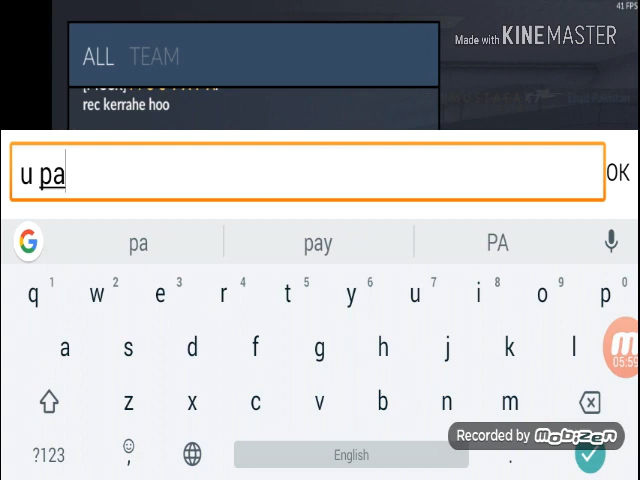 41 FPS
Made with KINEMASTER
ALL TEAM
rec kerrahe hoo
u pa
OK
pa pay PA
q 1 w 2 e 3 r 4 t 5 y 6 u 7 i 8 o 9 p 0
a s d f g h j k l
05:59
z x c v b n m
Recorded by mobizen
?123 , English .